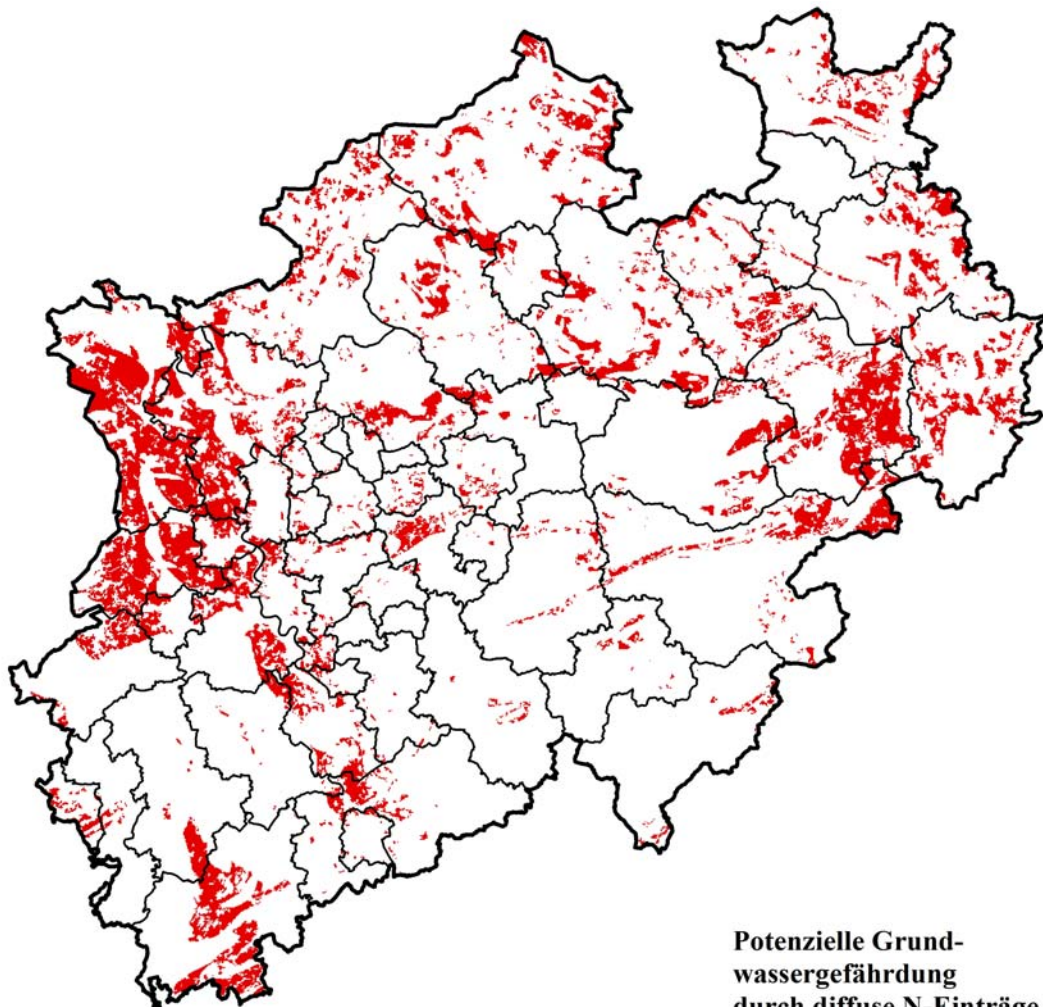 Potenzielle Grund-
wassergefährdung
durch diffuse N-Einträge